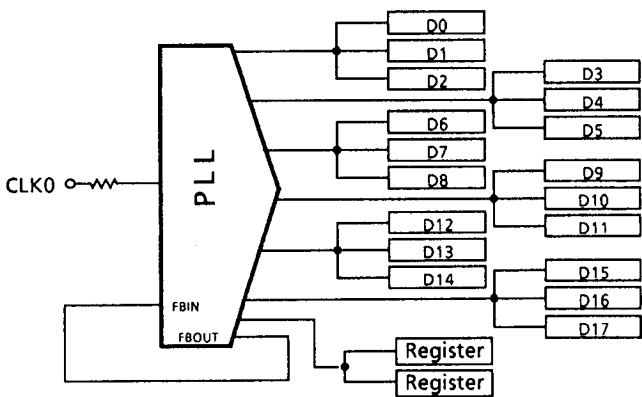 D0
D1
D2
D3
D4
D5
D6
D7
D8
PLL
CLK0
D9
D10
D11
D12
D13
D14
D15
D16
D17
FBIN
FBOUT
Register
Register